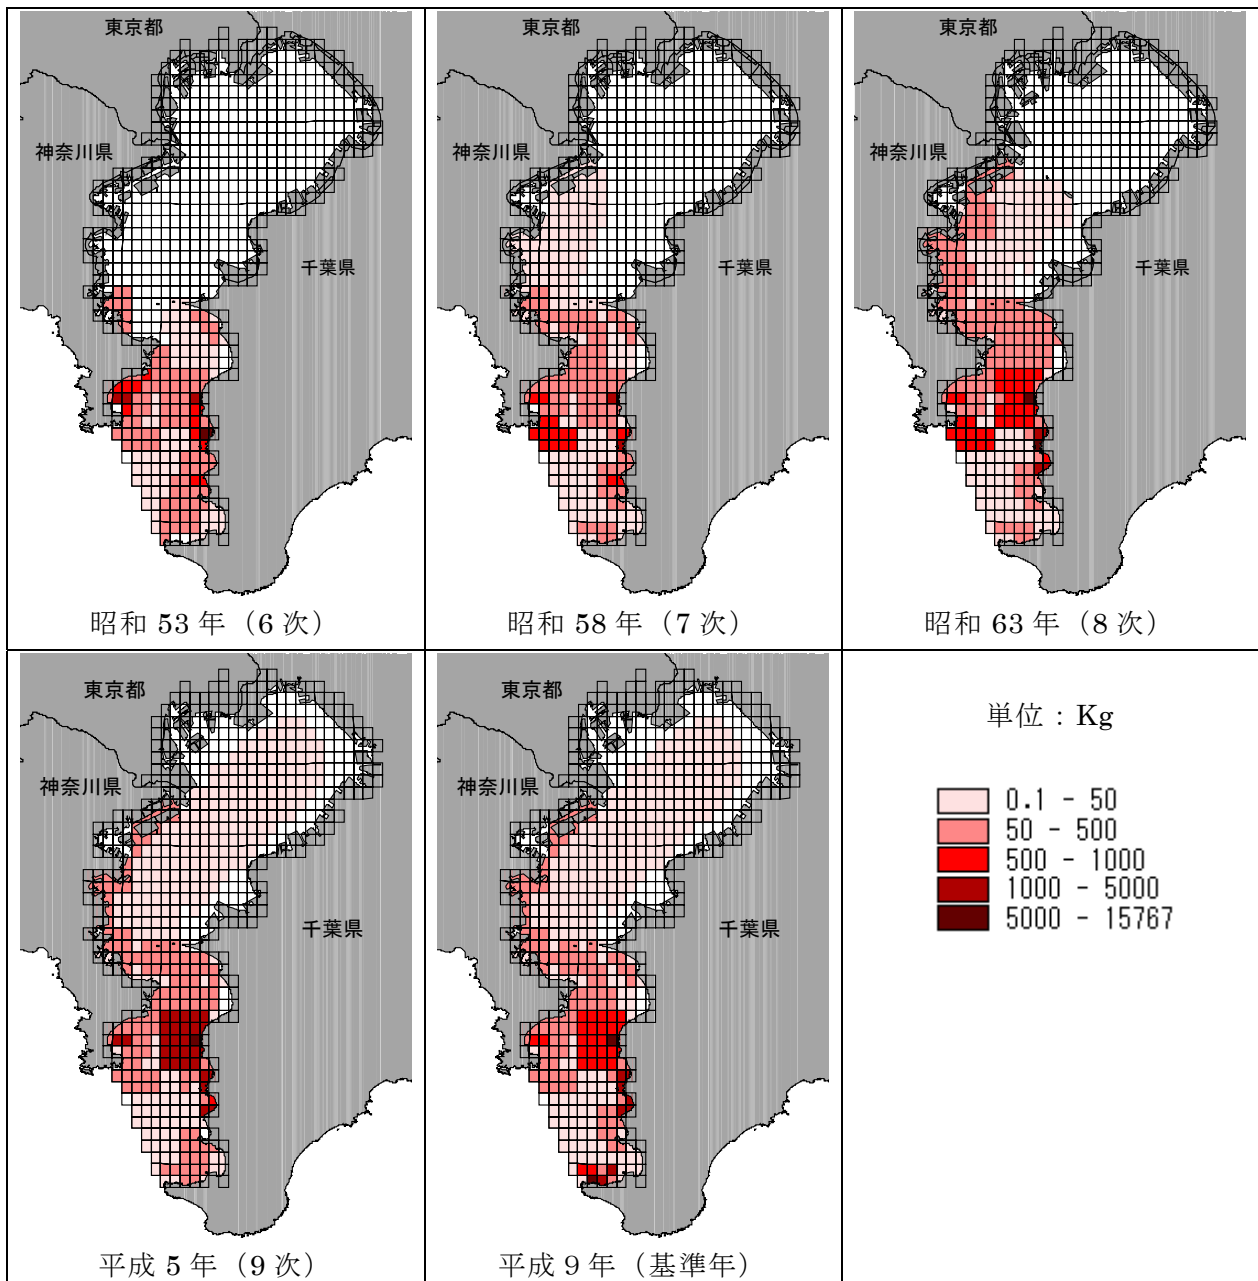 東京都
神奈川県
千葉県
昭和 53 年（6 次）
東京都
神奈川県
千葉県
昭和 58 年（7 次）
東京都
神奈川県
千葉県
昭和 63 年（8 次）
東京都
神奈川県
千葉県
平成 5 年（9 次）
東京都
神奈川県
千葉県
平成 9 年（基準年）
単位：Kg
0.1 - 50
50 - 500
500 - 1000
1000 - 5000
5000 - 15767